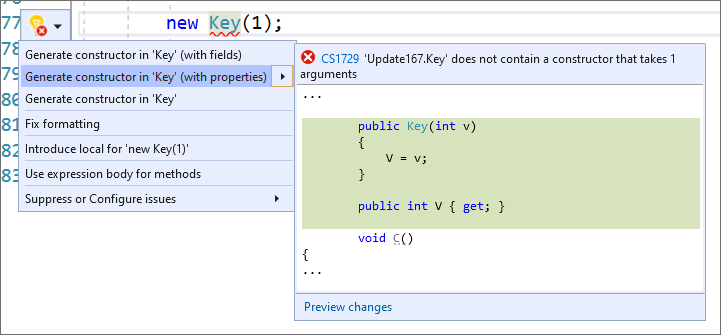 76
77 new Key(1);
78
79
80
81
82
83
Generate constructor in 'Key' (with fields)
Generate constructor in 'Key' (with properties)
Generate constructor in 'Key'
Fix formatting
Introduce local for 'new Key(1)'
Use expression body for methods
Suppress or Configure issues
CS1729 'Update167.Key' does not contain a constructor that takes 1
arguments
...
public Key(int v)
{
V = v;
}
public int V { get; }
void C()
{
...
Preview changes